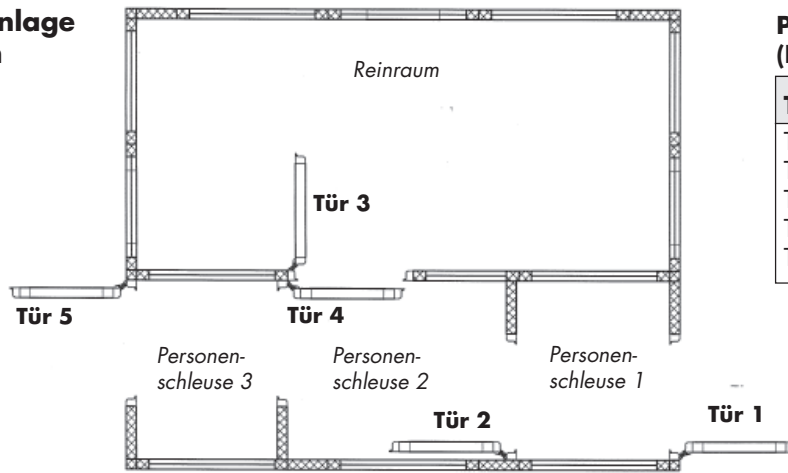 nlage
Reinraum
Tür 3
Tür 5
Tür 4
Personen-
schleuse 3
Personen-
schleuse 2
Personen-
schleuse 1
Tür 2
Tür 1